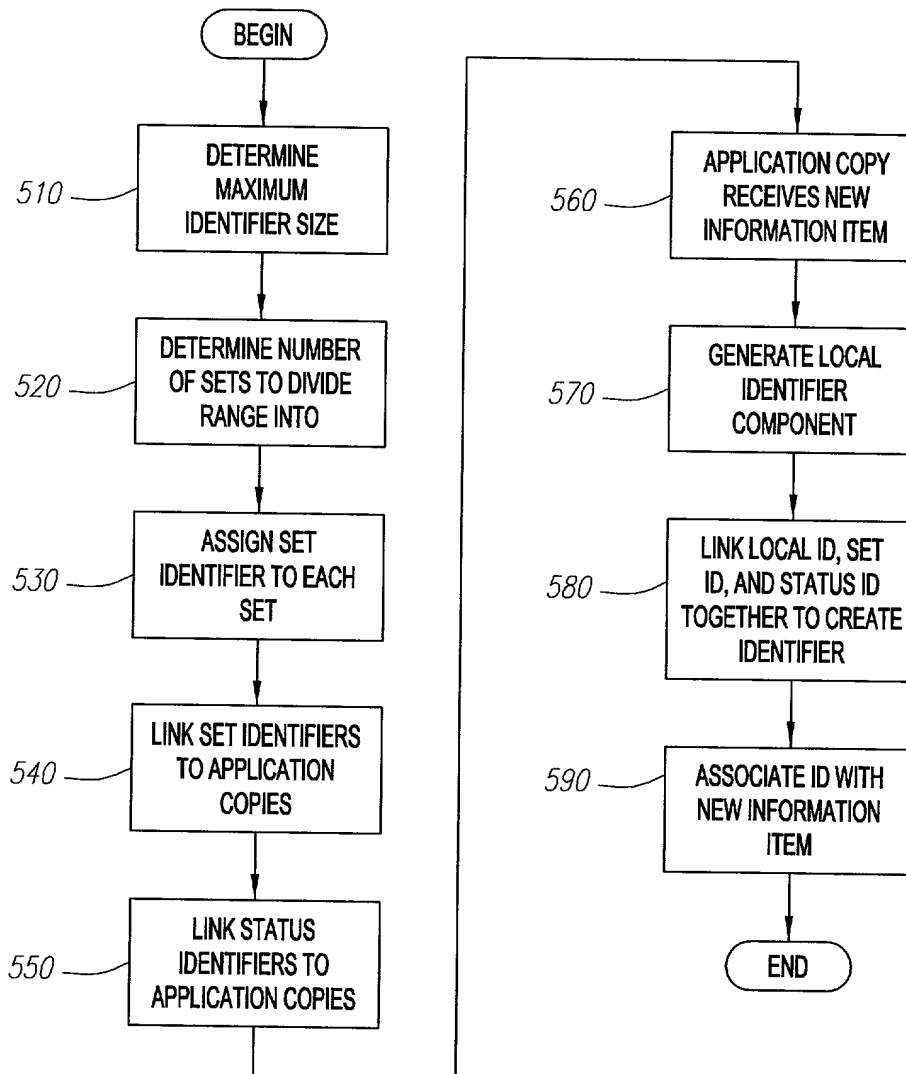 BEGIN
510
DETERMINE
MAXIMUM
IDENTIFIER SIZE
520
DETERMINE NUMBER
OF SETS TO DIVIDE
RANGE INTO
530
ASSIGN SET
IDENTIFIER TO EACH
SET
540
LINK SET IDENTIFIERS
TO APPLICATION
COPIES
550
LINK STATUS
IDENTIFIERS TO
APPLICATION COPIES
560
APPLICATION COPY
RECEIVES NEW
INFORMATION ITEM
570
GENERATE LOCAL
IDENTIFIER
COMPONENT
580
LINK LOCAL ID, SET
ID, AND STATUS ID
TOGETHER TO CREATE
IDENTIFIER
590
ASSOCIATE ID WITH
NEW INFORMATION
ITEM
END